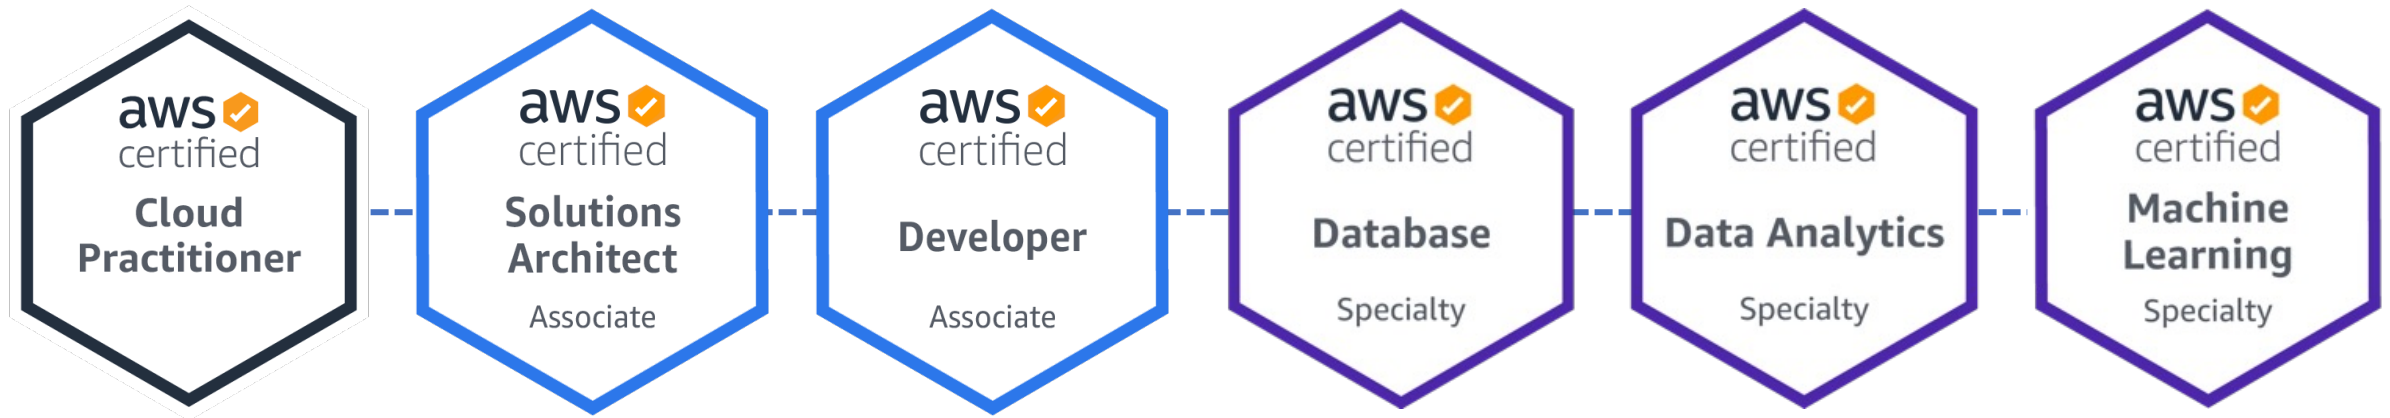 aws
certified
Cloud
Practitioner
aws
certified
Solutions
Architect
Associate
aws
certified
Developer
Associate
aws
certified
Database
Specialty
aws
certified
Data Analytics
Specialty
aws
certified
Machine
Learning
Specialty